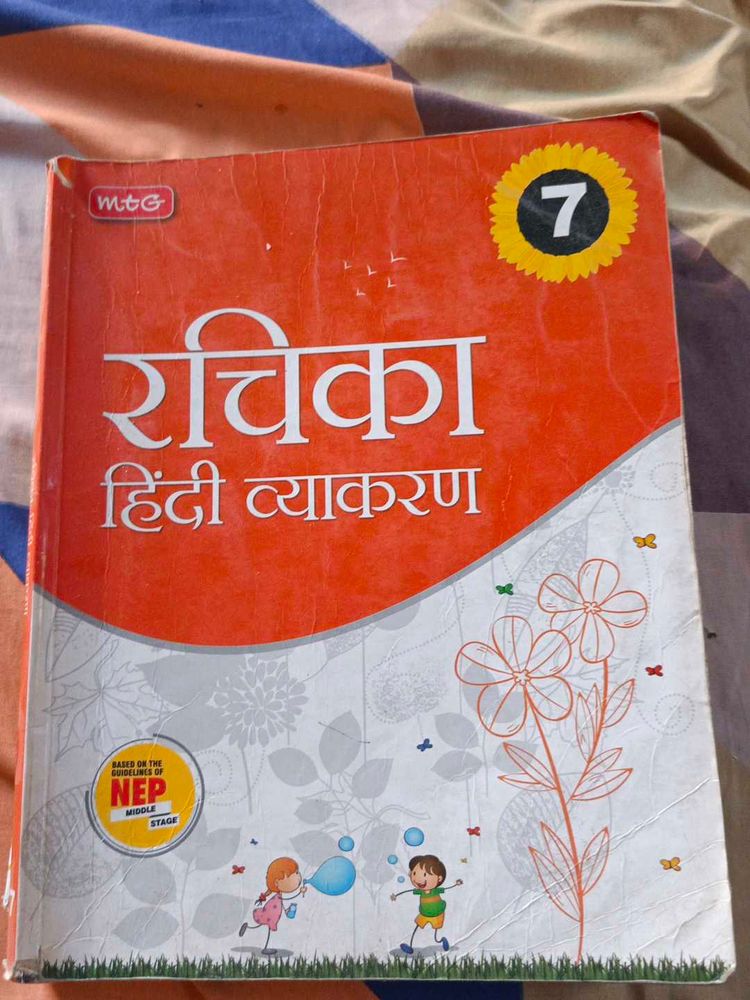 mtG
7
रचिका
हिंदी व्याकरण
BASED ON THE
GUIDELINES OF
NEP
MIDDLE
STAGE